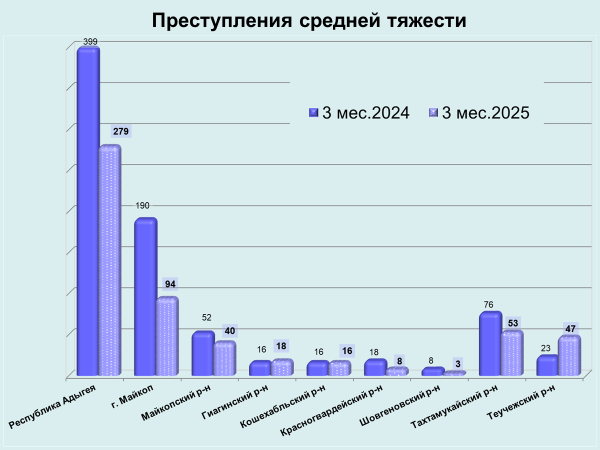 Преступления средней тяжести
3 мес.2024
3 мес.2025
399
279
190
94
52
40
16
18
16
16
18
8
8
3
76
53
23
47
Республика Адыгея
г. Майкоп
Майкопский р-н
Гиагинский р-н
Кошехабльский р-н
Красногвардейский р-н
Шовгеновский р-н
Тахтамукайский р-н
Теучежский р-н